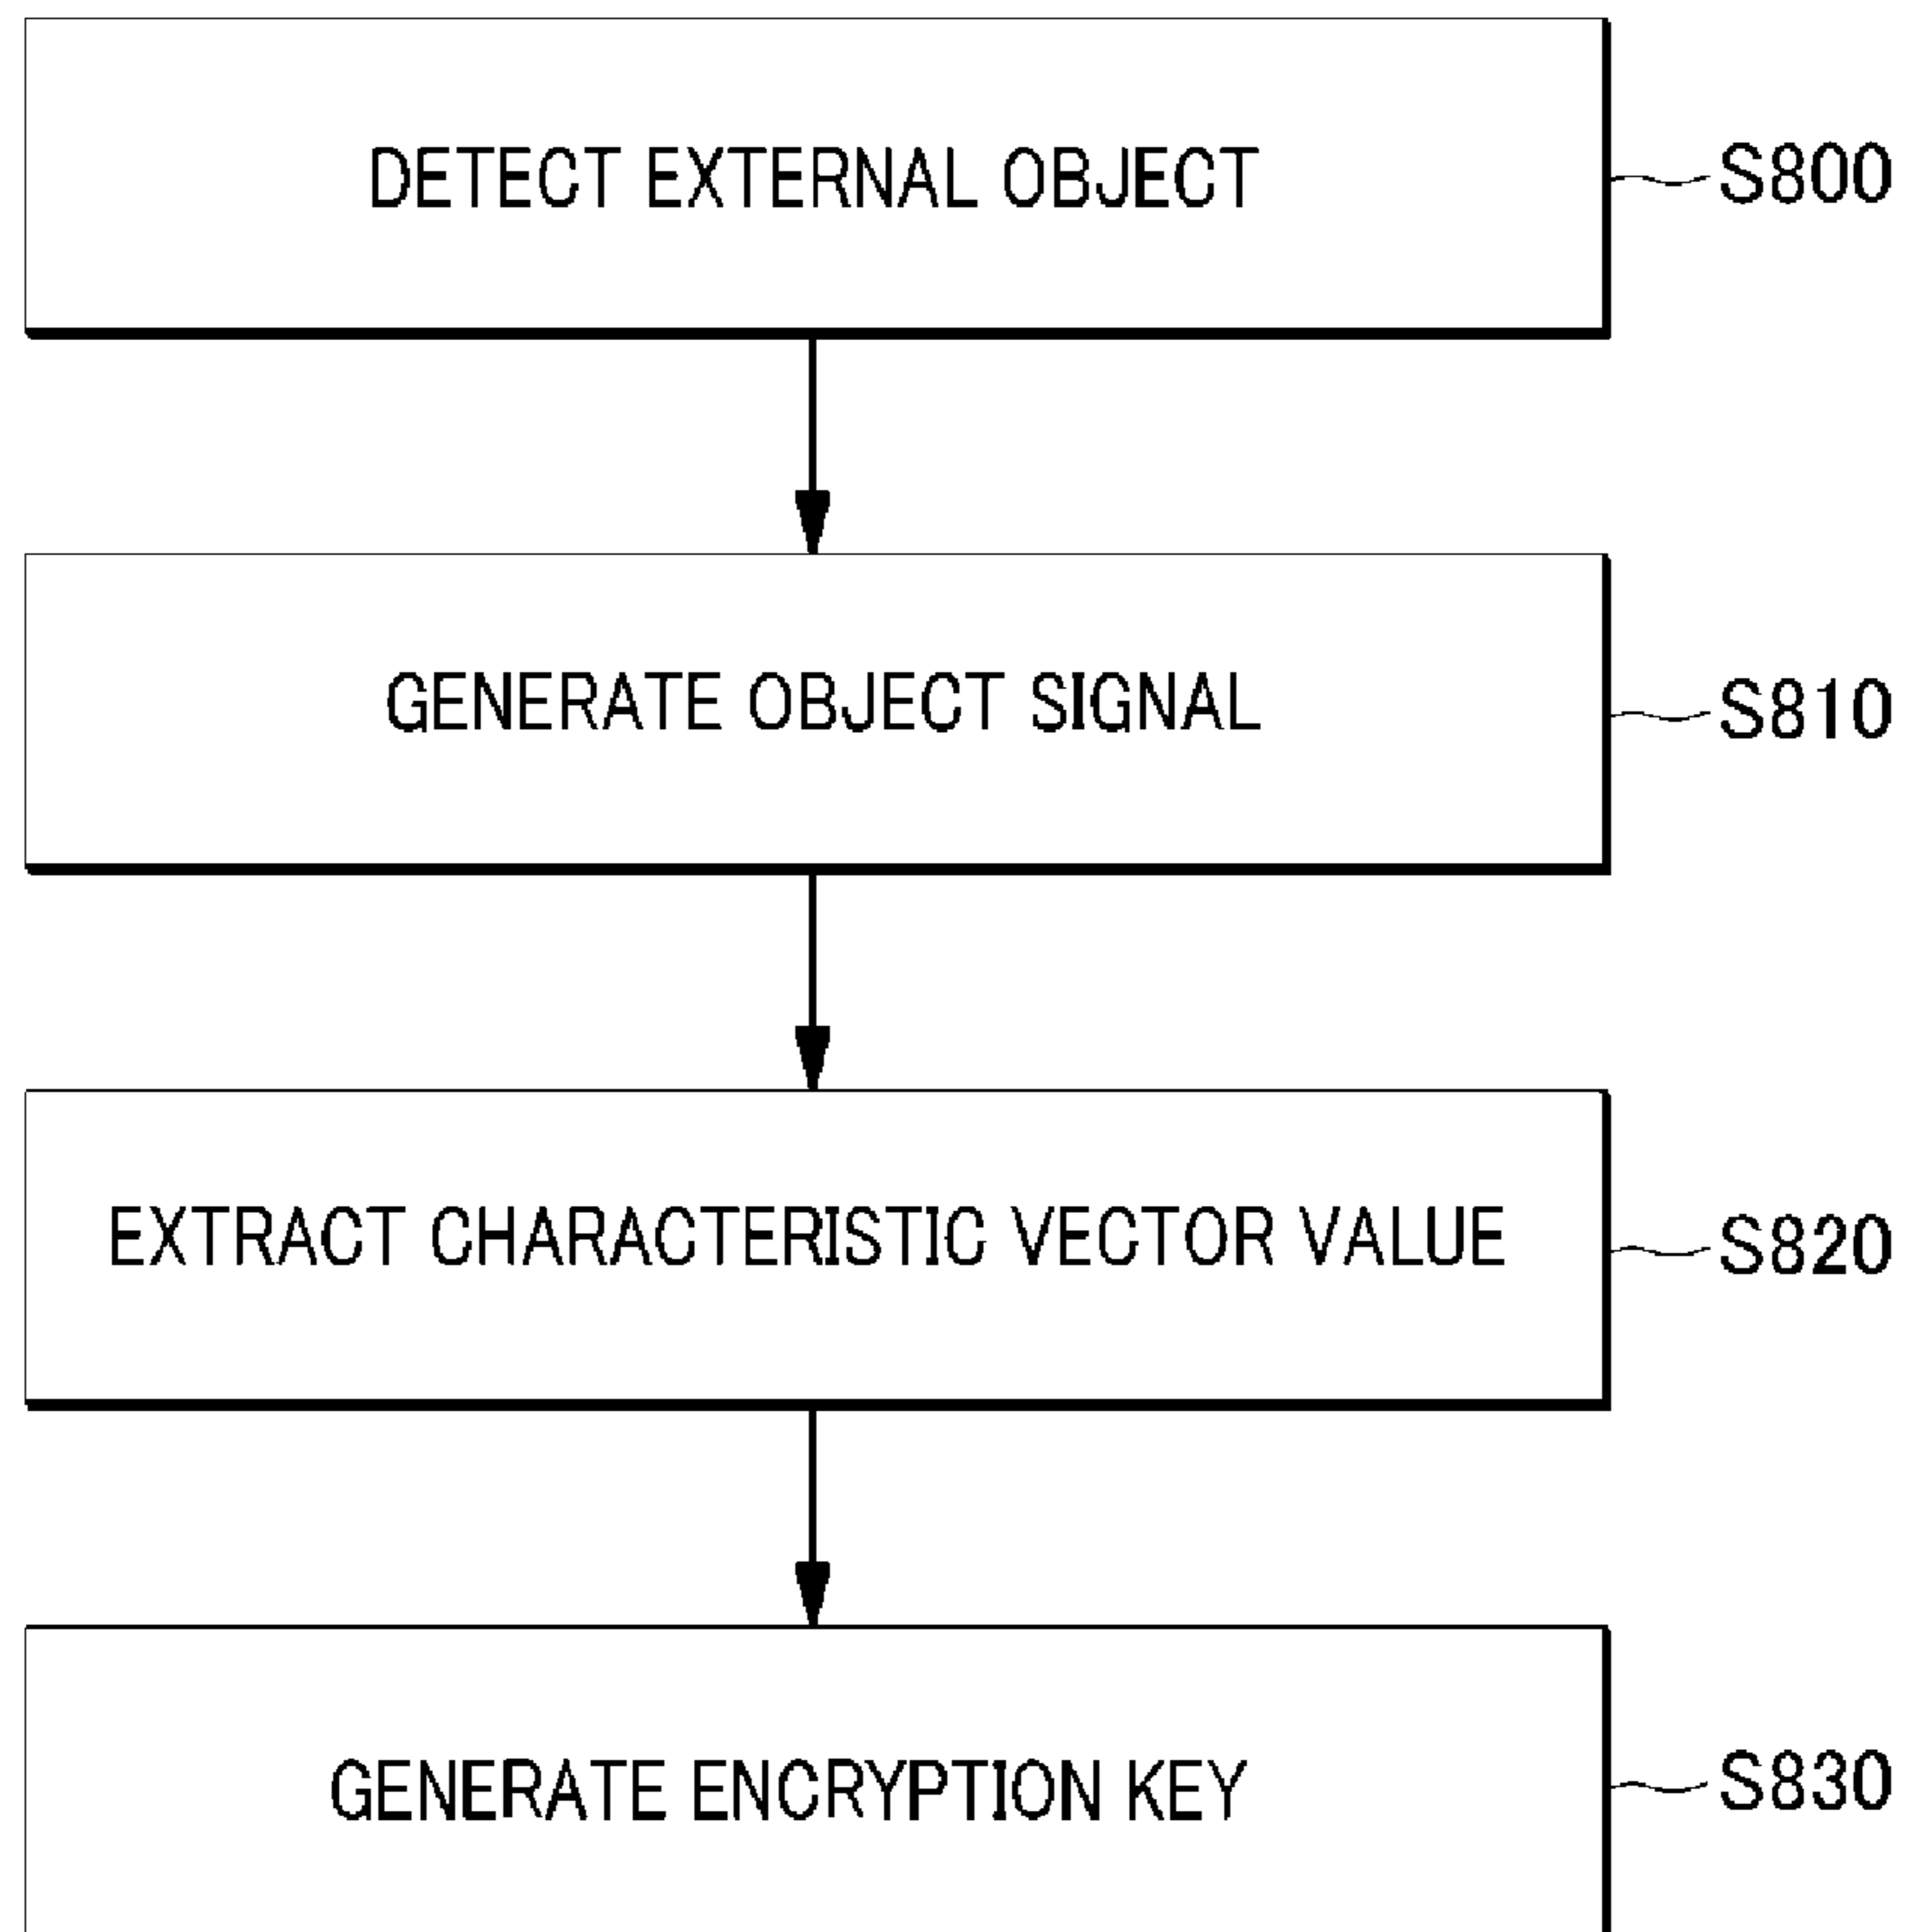 DETECT EXTERNAL OBJECT
S800
GENERATE OBJECT SIGNAL
S810
EXTRACT CHARACTERISTIC VECTOR VALUE
S820
GENERATE ENCRYPTION KEY
S830